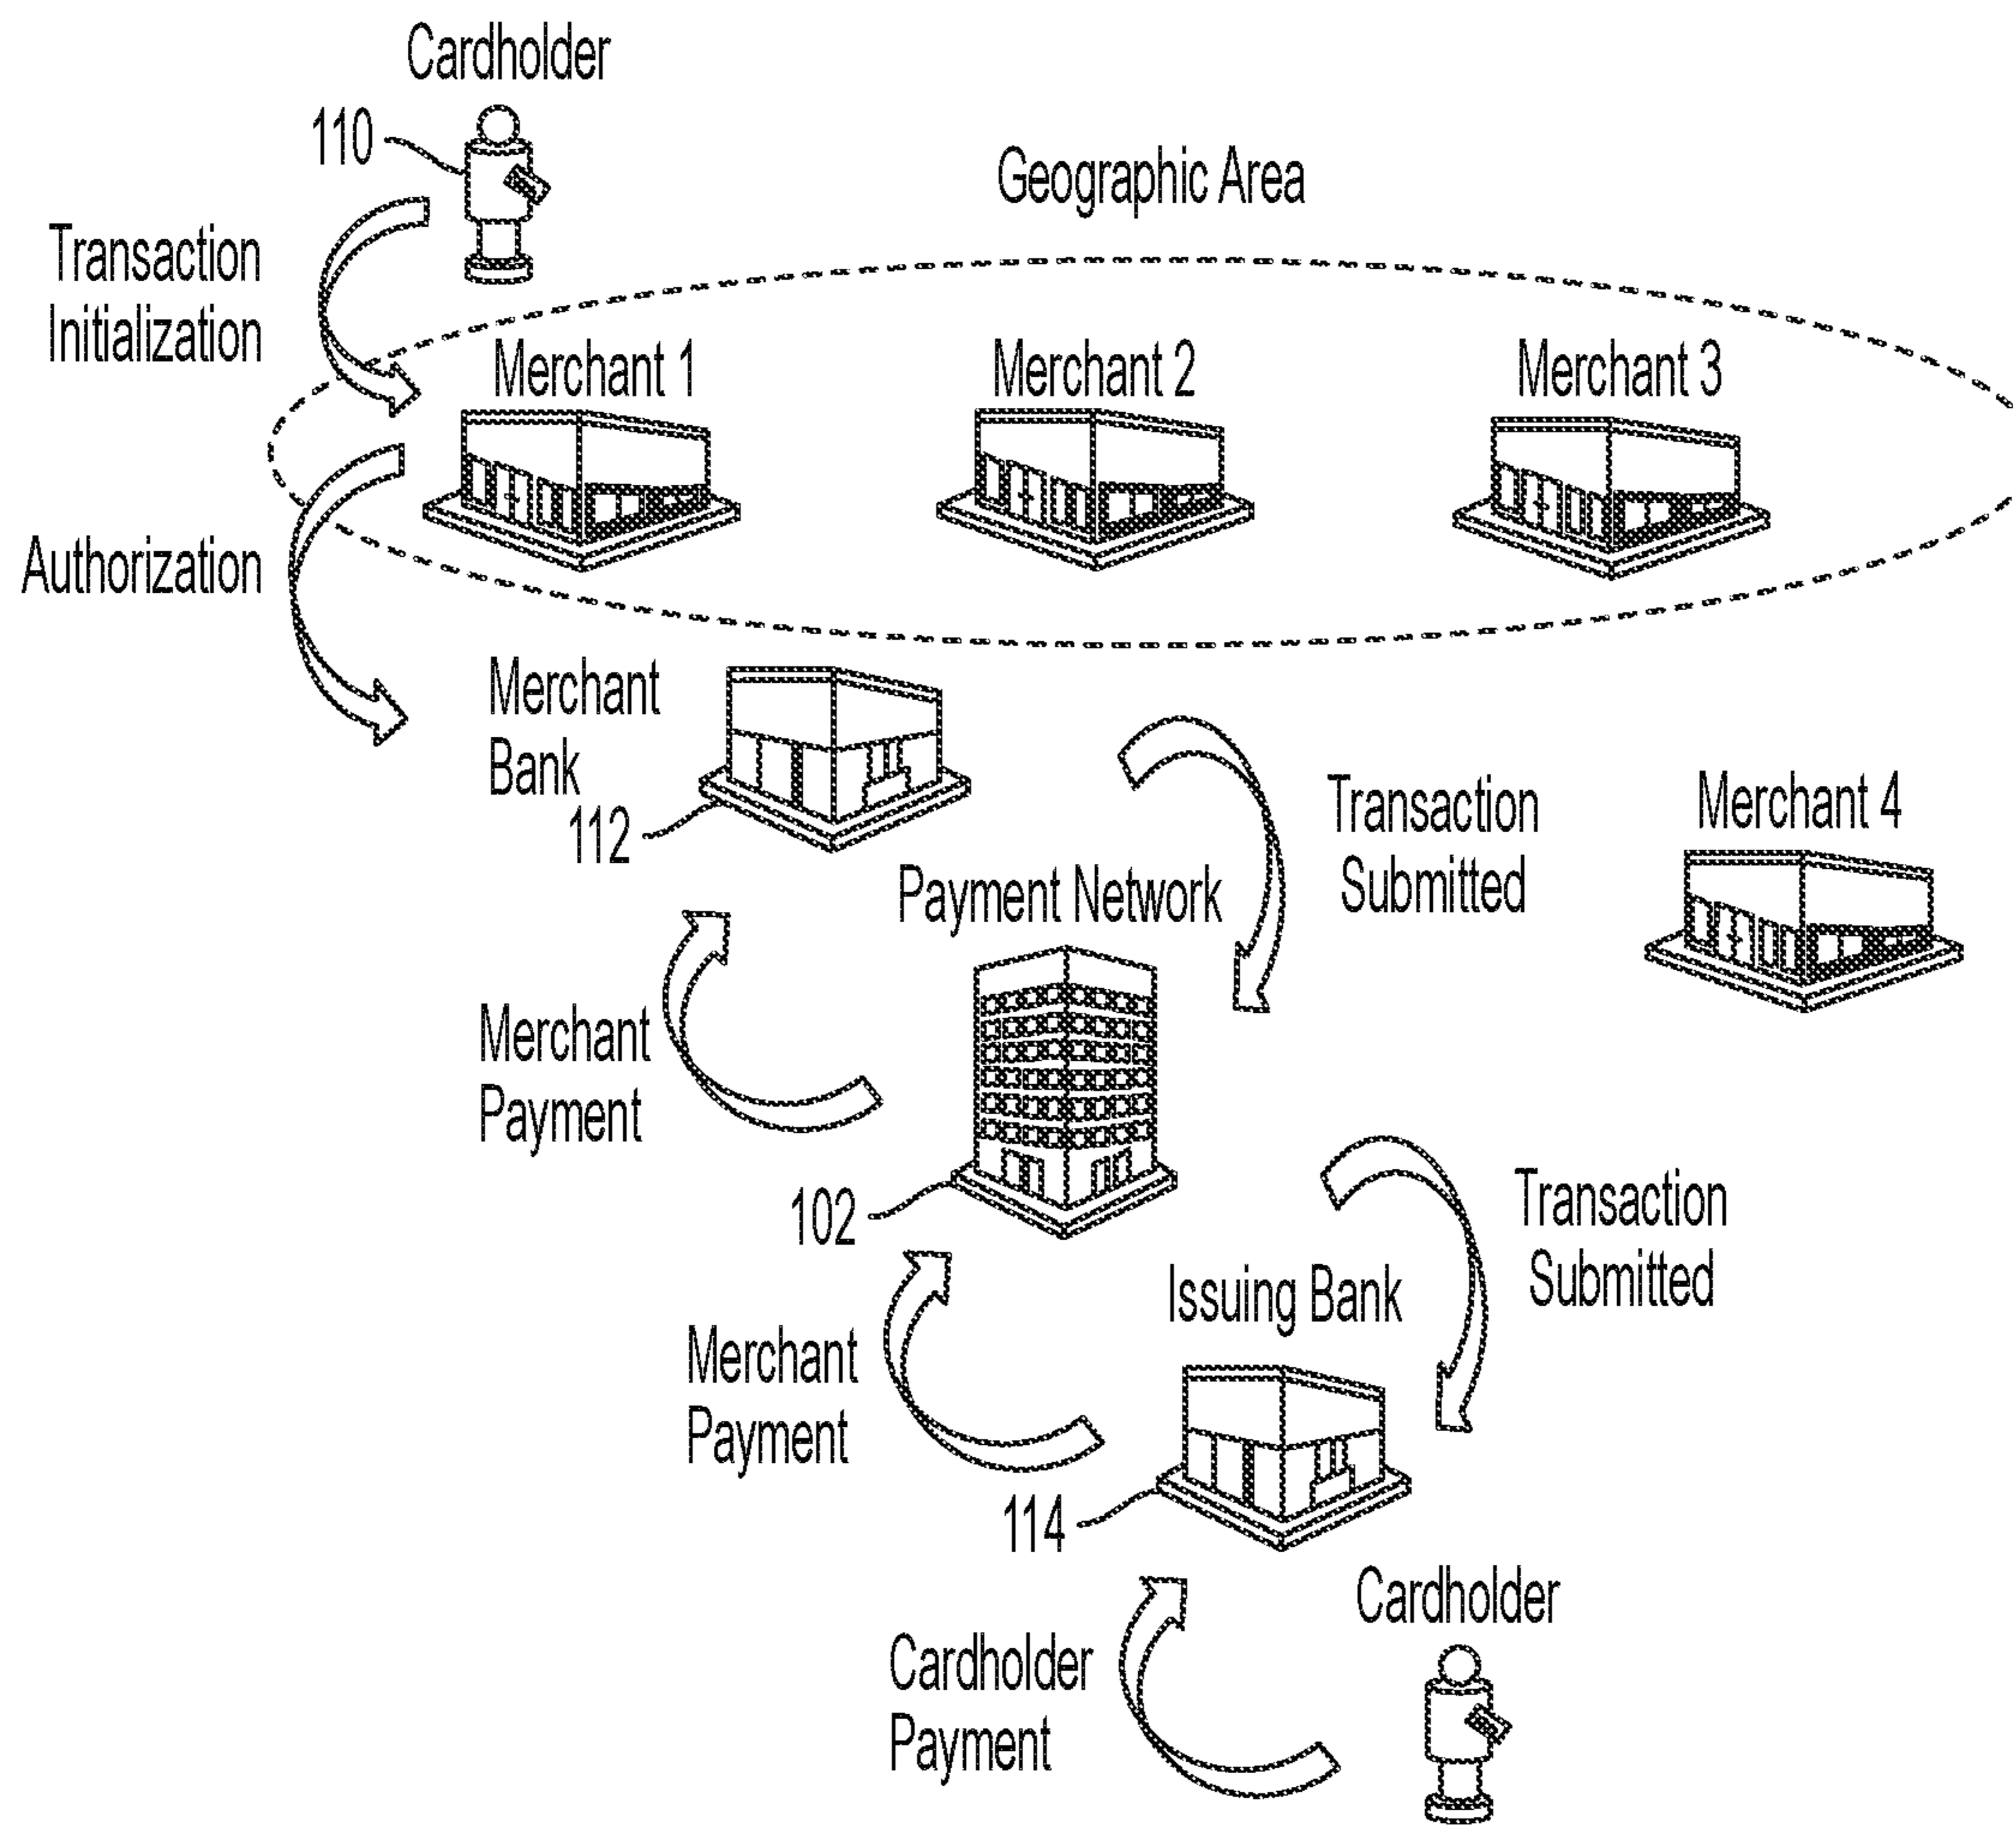 Cardholder
110
Geographic Area
Transaction
Initialization
Merchant 1
Merchant 2
Merchant 3
Authorization
Merchant
Bank
112
Transaction
Submitted
Merchant 4
Payment Network
Merchant
Payment
102
Transaction
Submitted
Issuing Bank
Merchant
Payment
114
Cardholder
Cardholder
Payment